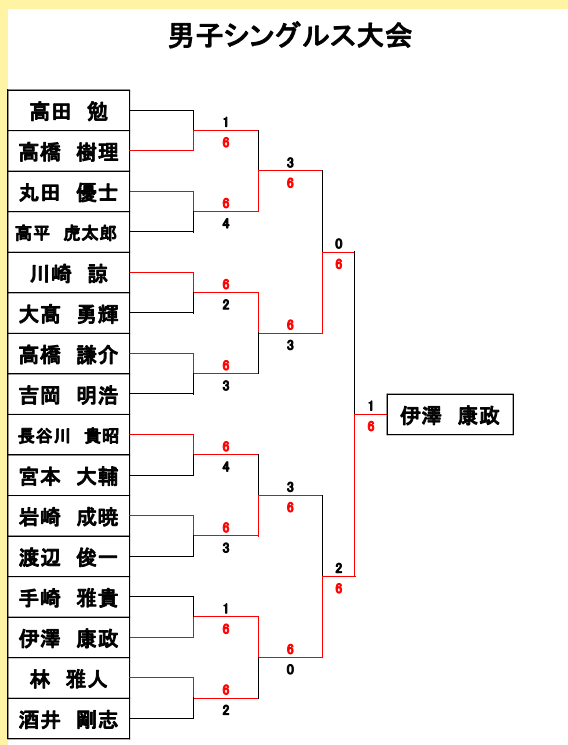 男子シングルス大会
高田　勉
1
高橋　樹理
6
3
丸田　優士
6
6
高平　虎太郎
4
0
川崎　諒
6
6
大高　勇輝
2
6
高橋　謙介
6
3
吉岡　明浩
3
1
伊澤　康政
長谷川　貴昭
6
6
宮本　大輔
4
3
岩崎　成暁
6
6
渡辺　俊一
3
2
手崎　雅貴
1
6
伊澤　康政
6
6
林　雅人
6
0
酒井　剛志
2